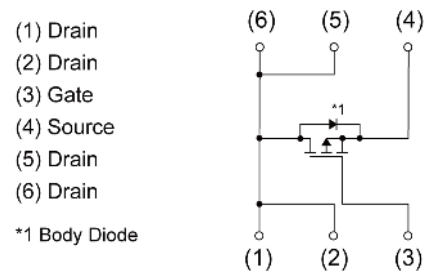 (1) Drain
(2) Drain
(3) Gate
(4) Source
(5) Drain
(6) Drain
*1 Body Diode
(6) (5) (4)
*1
(1) (2) (3)